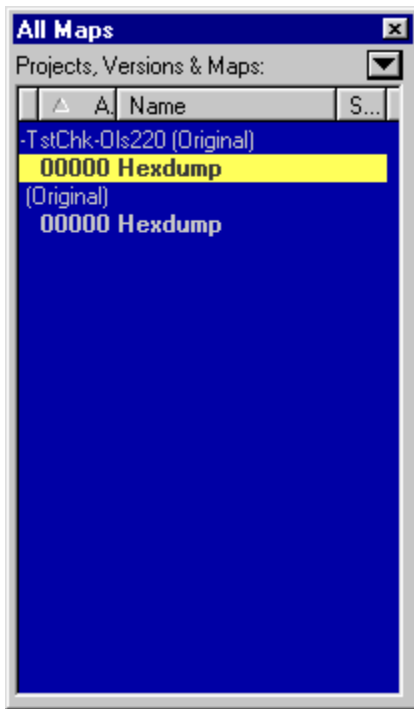 All Maps
Projects, Versions & Maps:
A. Name S...
-TstChk-Ols220 (Original)
00000 Hexdump
(Original)
00000 Hexdump